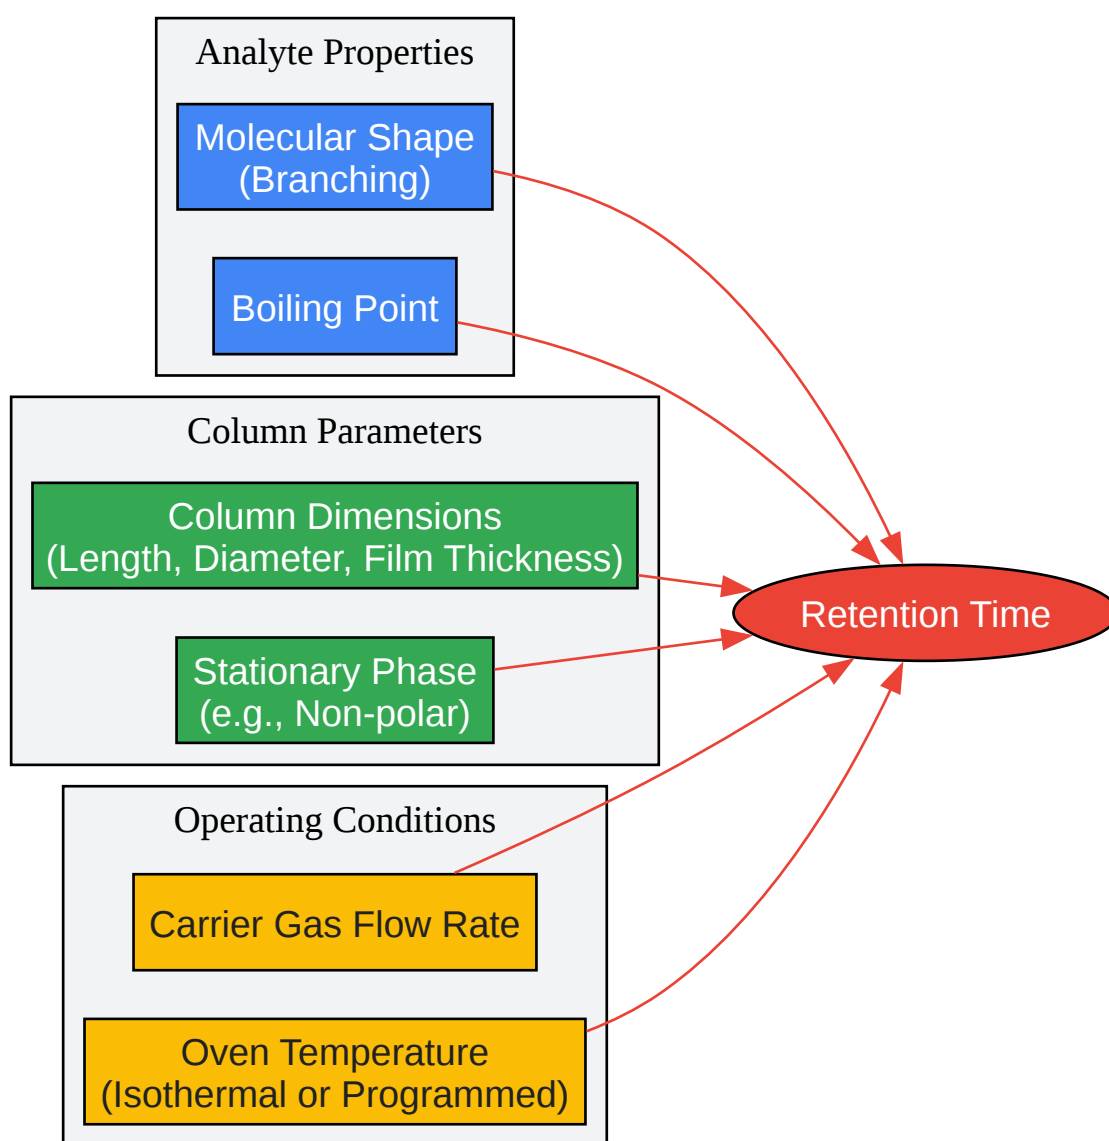 Analyte Properties
Molecular Shape
(Branching)
Boiling Point
Column Parameters
Column Dimensions
(Length, Diameter, Film Thickness)
Stationary Phase
(e.g., Non-polar)
Retention Time
Operating Conditions
Carrier Gas Flow Rate
Oven Temperature
(Isothermal or Programmed)